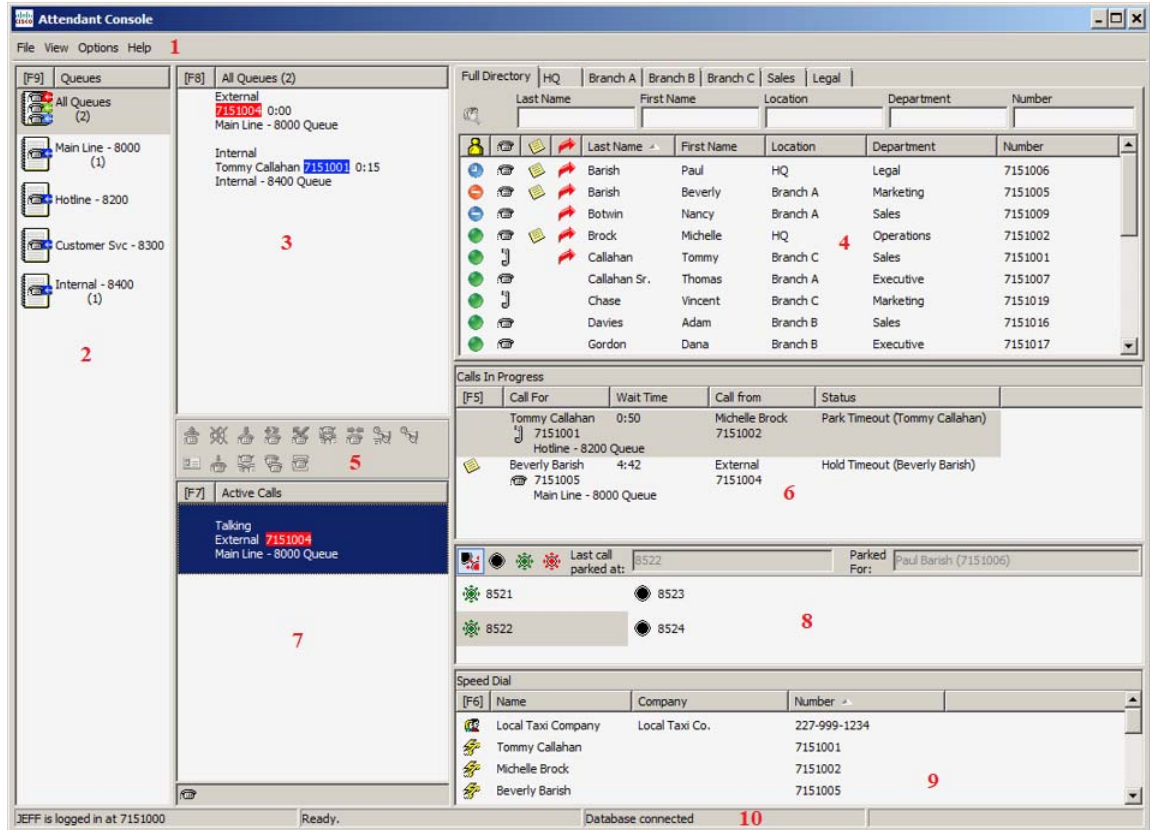 cisco Attendant Console
File View Options Help 1
[F9] Queues
All Queues
(2)
Main Line - 8000
(1)
Hotline - 8200
Customer Svc - 8300
Internal - 8400
(1)
2
[F8] All Queues (2)
External
7151004 0:00
Main Line - 8000 Queue
Internal
Tommy Callahan 7151001 0:15
Internal - 8400 Queue
3
5
[F7] Active Calls
Talking
External 7151004
Main Line - 8000 Queue
7
Full Directory HQ Branch A Branch B Branch C Sales Legal
Last Name First Name Location Department Number
Last Name First Name Location Department Number
Barish Paul HQ Legal 7151006
Barish Beverly Branch A Marketing 7151005
Botwin Nancy Branch A Sales 7151009
Brock Michelle HQ Operations 7151002
4
Callahan Tommy Branch C Sales 7151001
Callahan Sr. Thomas Branch A Executive 7151007
Chase Vincent Branch C Marketing 7151019
Davies Adam Branch B Sales 7151016
Gordon Dana Branch B Executive 7151017
Calls In Progress
[F5] Call For Wait Time Call from Status
Tommy Callahan 0:50 Michelle Brock Park Timeout (Tommy Callahan)
7151001 7151002
Hotline - 8200 Queue
Beverly Barish 4:42 External Hold Timeout (Beverly Barish)
7151005 7151004
Main Line - 8000 Queue
6
Last call
parked at: 8522
Parked
For: Paul Barish (7151006)
8521 8523
8522 8524
8
Speed Dial
[F6] Name Company Number
Local Taxi Company Local Taxi Co. 227-999-1234
Tommy Callahan 7151001
Michelle Brock 7151002
Beverly Barish 7151005
9
JEFF is logged in at 7151000 Ready. Database connected 10